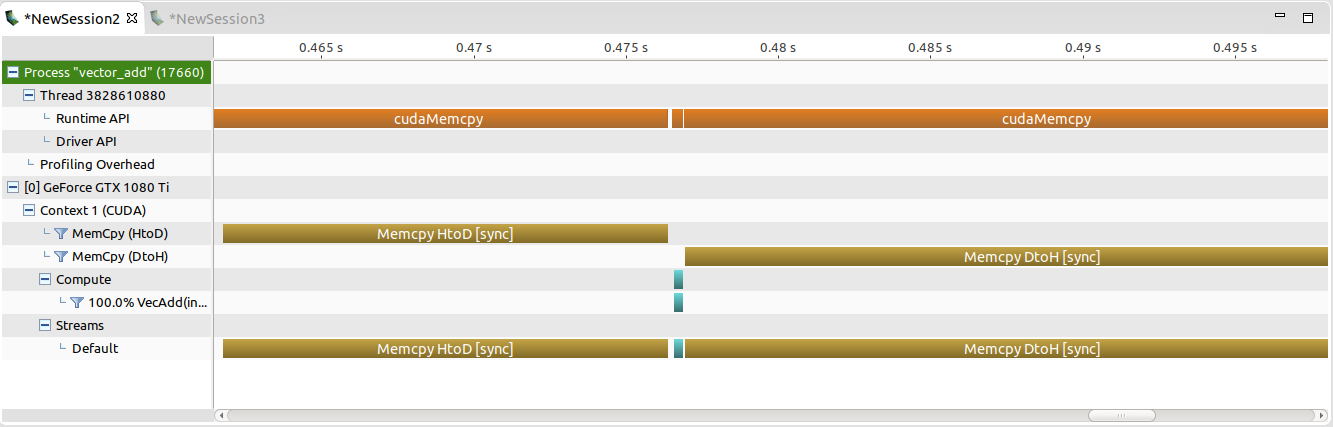 *NewSession2 *NewSession3
0.465 s 0.47 s 0.475 s 0.48 s 0.485 s 0.49 s 0.495 s
Process "vector_add" (17660)
Thread 3828610880
Runtime API cudaMemcpy cudaMemcpy
Driver API
Profiling Overhead
[0] GeForce GTX 1080 Ti
Context 1 (CUDA)
MemCpy (HtoD) Memcpy HtoD [sync]
MemCpy (DtoH) Memcpy DtoH [sync]
Compute
100.0% VecAdd(in...
Streams
Default Memcpy HtoD [sync] Memcpy DtoH [sync]